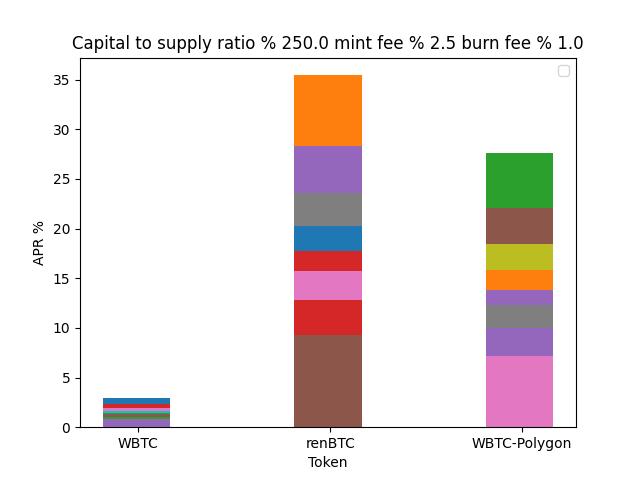 Capital to supply ratio % 250.0 mint fee % 2.5 burn fee % 1.0
35
30
25
20
15
10
5
0
APR %
WBTC
renBTC
WBTC-Polygon
Token